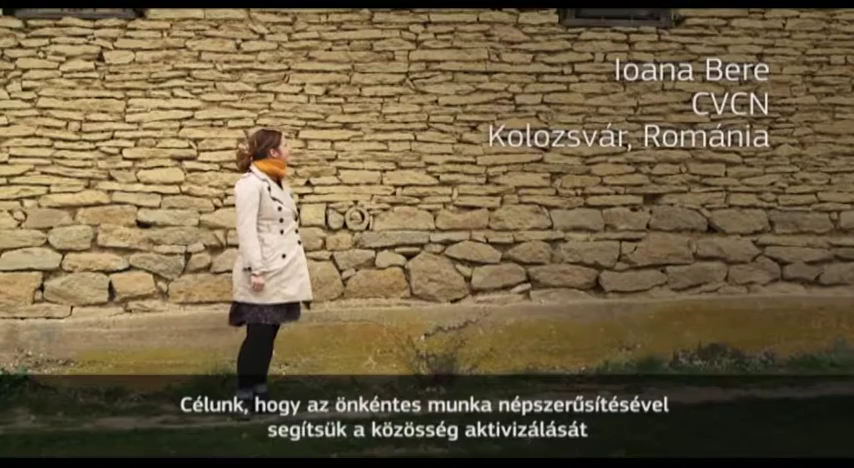 Ioana Bere
CVCN
Kolozsvár, Románia
Célunk, hogy az önkéntes munka népszerűsítésével
segítsük a közösség aktivizálását